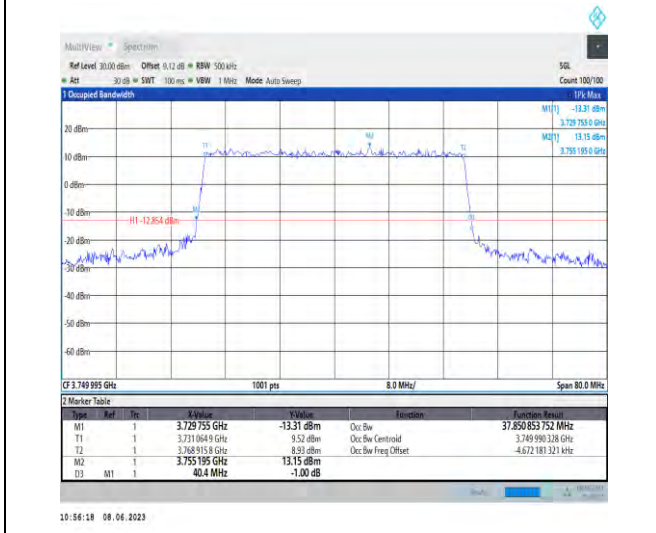 MultiView Spectrum
Ref Level 30.00 dBm Offset 9.12 dB RBW 500 kHz SGL
Att 30 dB SWT 100 ms VBW 1 MHz Mode Auto Sweep Count 100/100
1 Occupied Bandwidth 1Pk Max
M1[1] -13.31 dBm
3.729 755 0 GHz
20 dBm M2[1] 13.15 dBm
3.755 195 0 GHz
T1 M2 T2
10 dBm
0 dBm
-10 dBm
M1
H1 -12.854 dBm
-20 dBm
-30 dBm
-40 dBm
-50 dBm
-60 dBm
CF 3.749 995 GHz 1001 pts 8.0 MHz/ Span 80.0 MHz
2 Marker Table
Type Ref Trc X-Value Y-Value Function Function Result
M1 1 3.729 755 GHz -13.31 dBm Occ Bw 37.850 853 752 MHz
T1 1 3.731 064 9 GHz 9.52 dBm Occ Bw Centroid 3.749 990 328 GHz
T2 1 3.768 915 8 GHz 8.93 dBm Occ Bw Freq Offset -4.672 181 321 kHz
M2 1 3.755 195 GHz 13.15 dBm
D3 M1 1 40.4 MHz -1.00 dB
10:56:18 08.06.2023